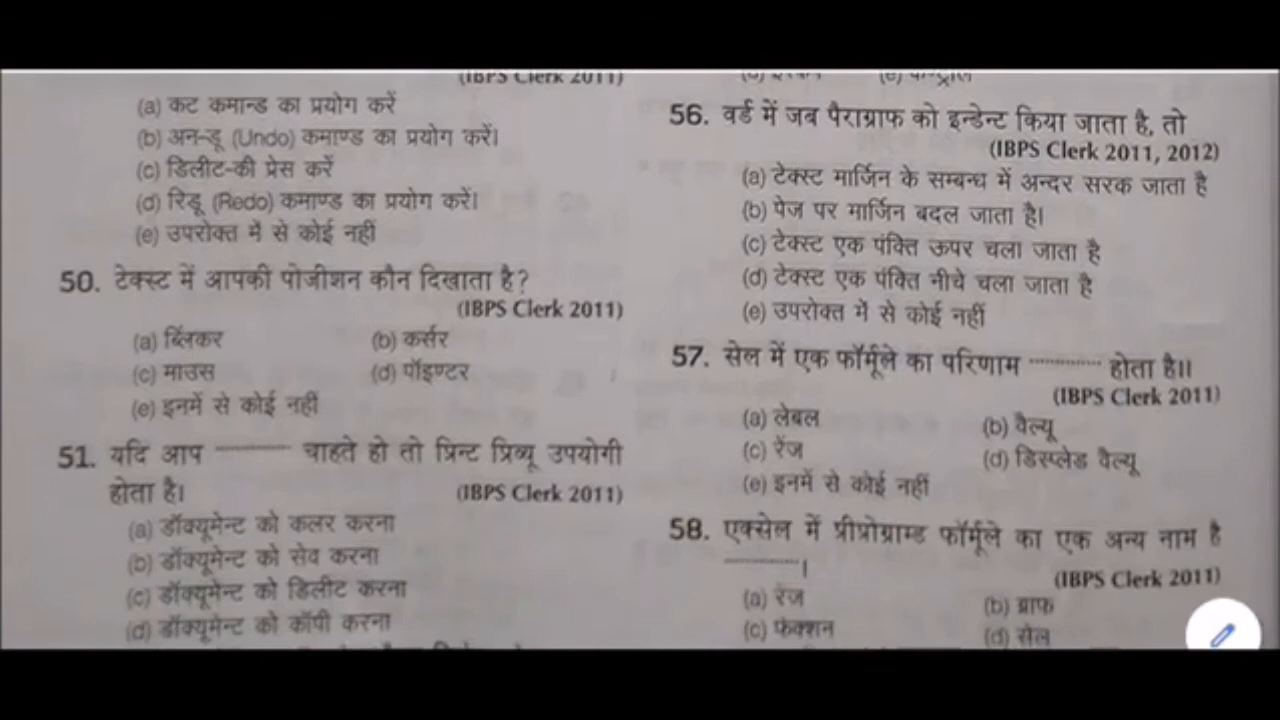 (IBPS Clerk 2011)
(a) कट कमान्ड का प्रयोग करें
(b) अन-डू (Undo) कमाण्ड का प्रयोग करें।
(c) डिलीट-की प्रेस करें
(d) रिडू (Redo) कमाण्ड का प्रयोग करें।
(e) उपरोक्त में से कोई नहीं
50. टेक्स्ट में आपकी पोजीशन कौन दिखाता है?
(IBPS Clerk 2011)
(a) ब्लिंकर (b) कर्सर
(c) माउस (d) पॉइण्टर
(e) इनमें से कोई नहीं
51. यदि आप ............ चाहते हो तो प्रिन्ट प्रिव्यू उपयोगी
होता है। (IBPS Clerk 2011)
(a) डॉक्यूमेन्ट को कलर करना
(b) डॉक्यूमेन्ट को सेव करना
(c) डॉक्यूमेन्ट को डिलीट करना
(d) डॉक्यूमेन्ट को कॉपी करना
56. वर्ड में जब पैराग्राफ को इन्डेन्ट किया जाता है, तो
(IBPS Clerk 2011, 2012)
(a) टेक्स्ट मार्जिन के सम्बन्ध में अन्दर सरक जाता है
(b) पेज पर मार्जिन बदल जाता है।
(c) टेक्स्ट एक पंक्ति ऊपर चला जाता है
(d) टेक्स्ट एक पंक्ति नीचे चला जाता है
(e) उपरोक्त में से कोई नहीं
57. सेल में एक फॉर्मूले का परिणाम ............ होता है।।
(IBPS Clerk 2011)
(a) लेबल (b) वैल्यू
(c) रेंज (d) डिस्प्लेड वैल्यू
(e) इनमें से कोई नहीं
58. एक्सेल में प्रीप्रोग्राम्ड फॉर्मूले का एक अन्य नाम है
............।
(IBPS Clerk 2011)
(a) रेंज (b) ग्राफ
(c) फंक्शन (d) सेल